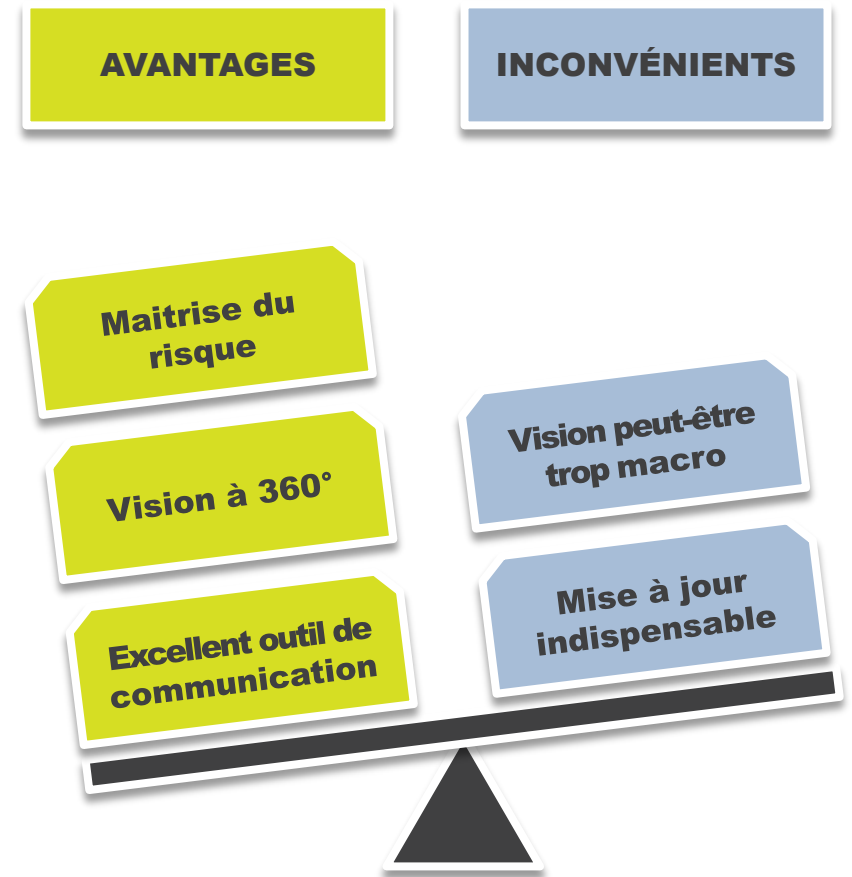 AVANTAGES
INCONVÉNIENTS
Maitrise du
risque
Vision à 360°
Excellent outil de
communication
Vision peut-être
trop macro
Mise à jour
indispensable